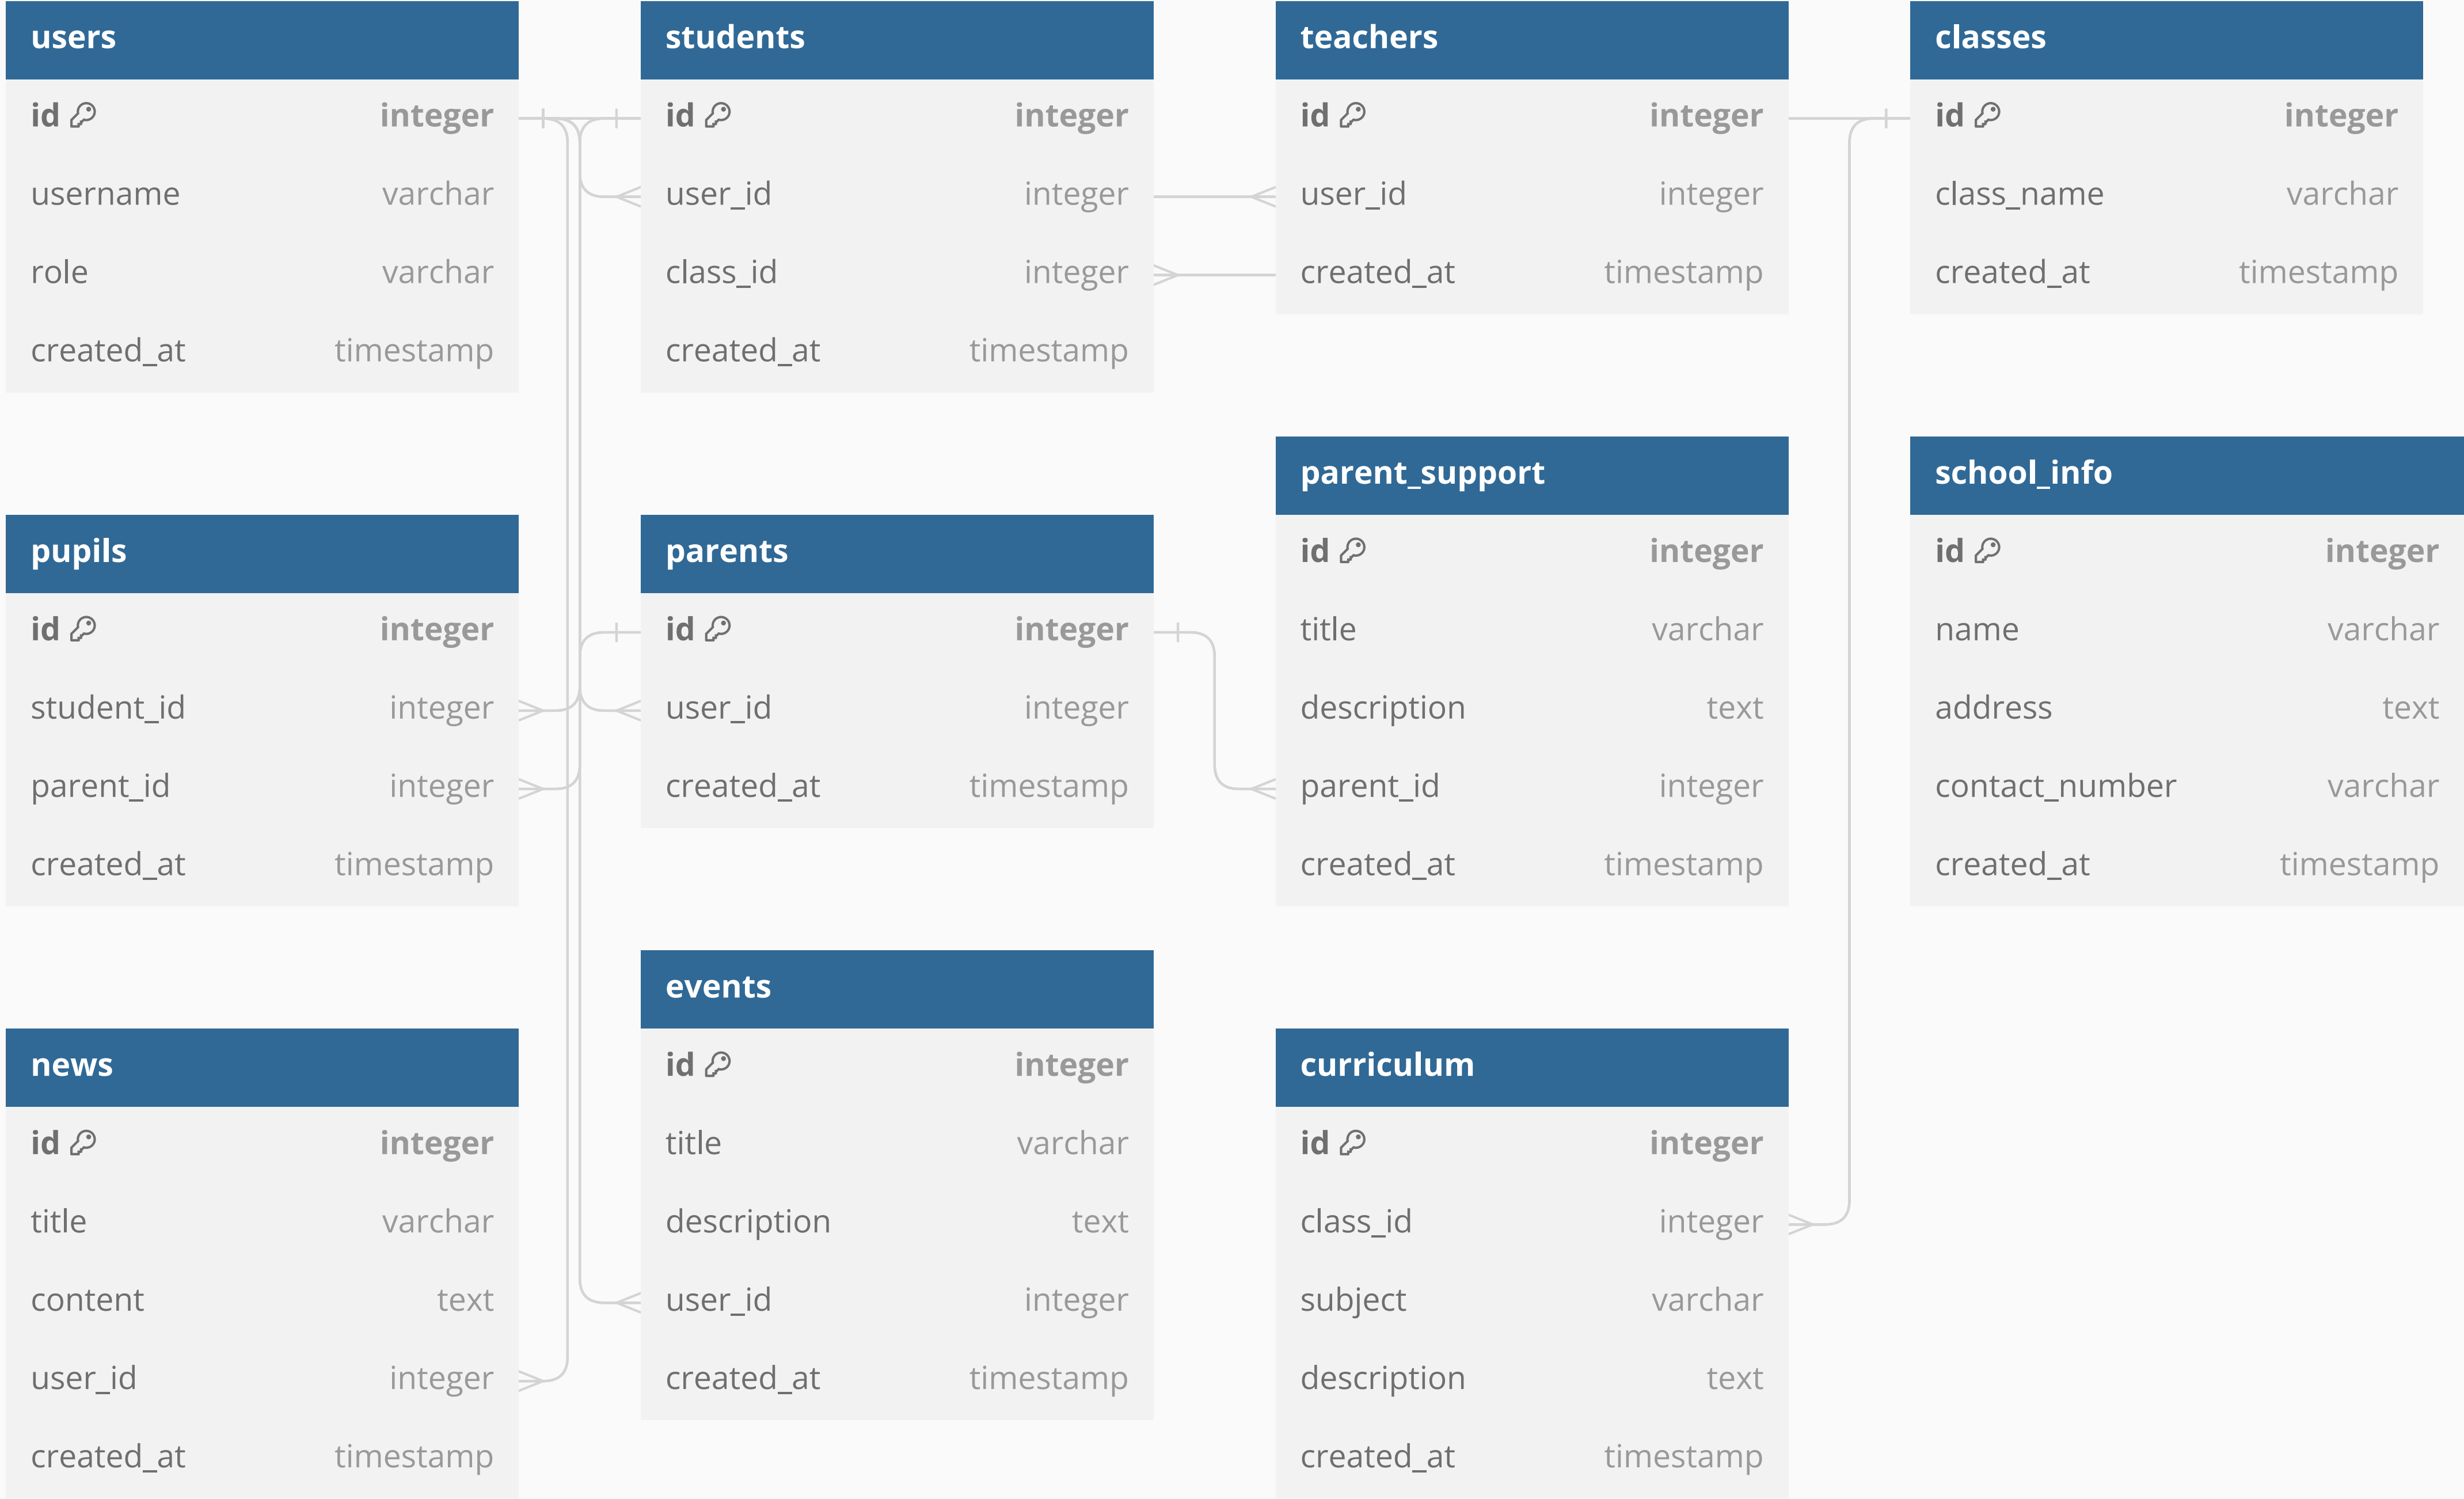 users
id integer
username varchar
role varchar
created_at timestamp
students
id integer
user_id integer
class_id integer
created_at timestamp
teachers
id integer
user_id integer
created_at timestamp
classes
id integer
class_name varchar
created_at timestamp
pupils
id integer
student_id integer
parent_id integer
created_at timestamp
parents
id integer
user_id integer
created_at timestamp
parent_support
id integer
title varchar
description text
parent_id integer
created_at timestamp
school_info
id integer
name varchar
address text
contact_number varchar
created_at timestamp
news
id integer
title varchar
content text
user_id integer
created_at timestamp
events
id integer
title varchar
description text
user_id integer
created_at timestamp
curriculum
id integer
class_id integer
subject varchar
description text
created_at timestamp